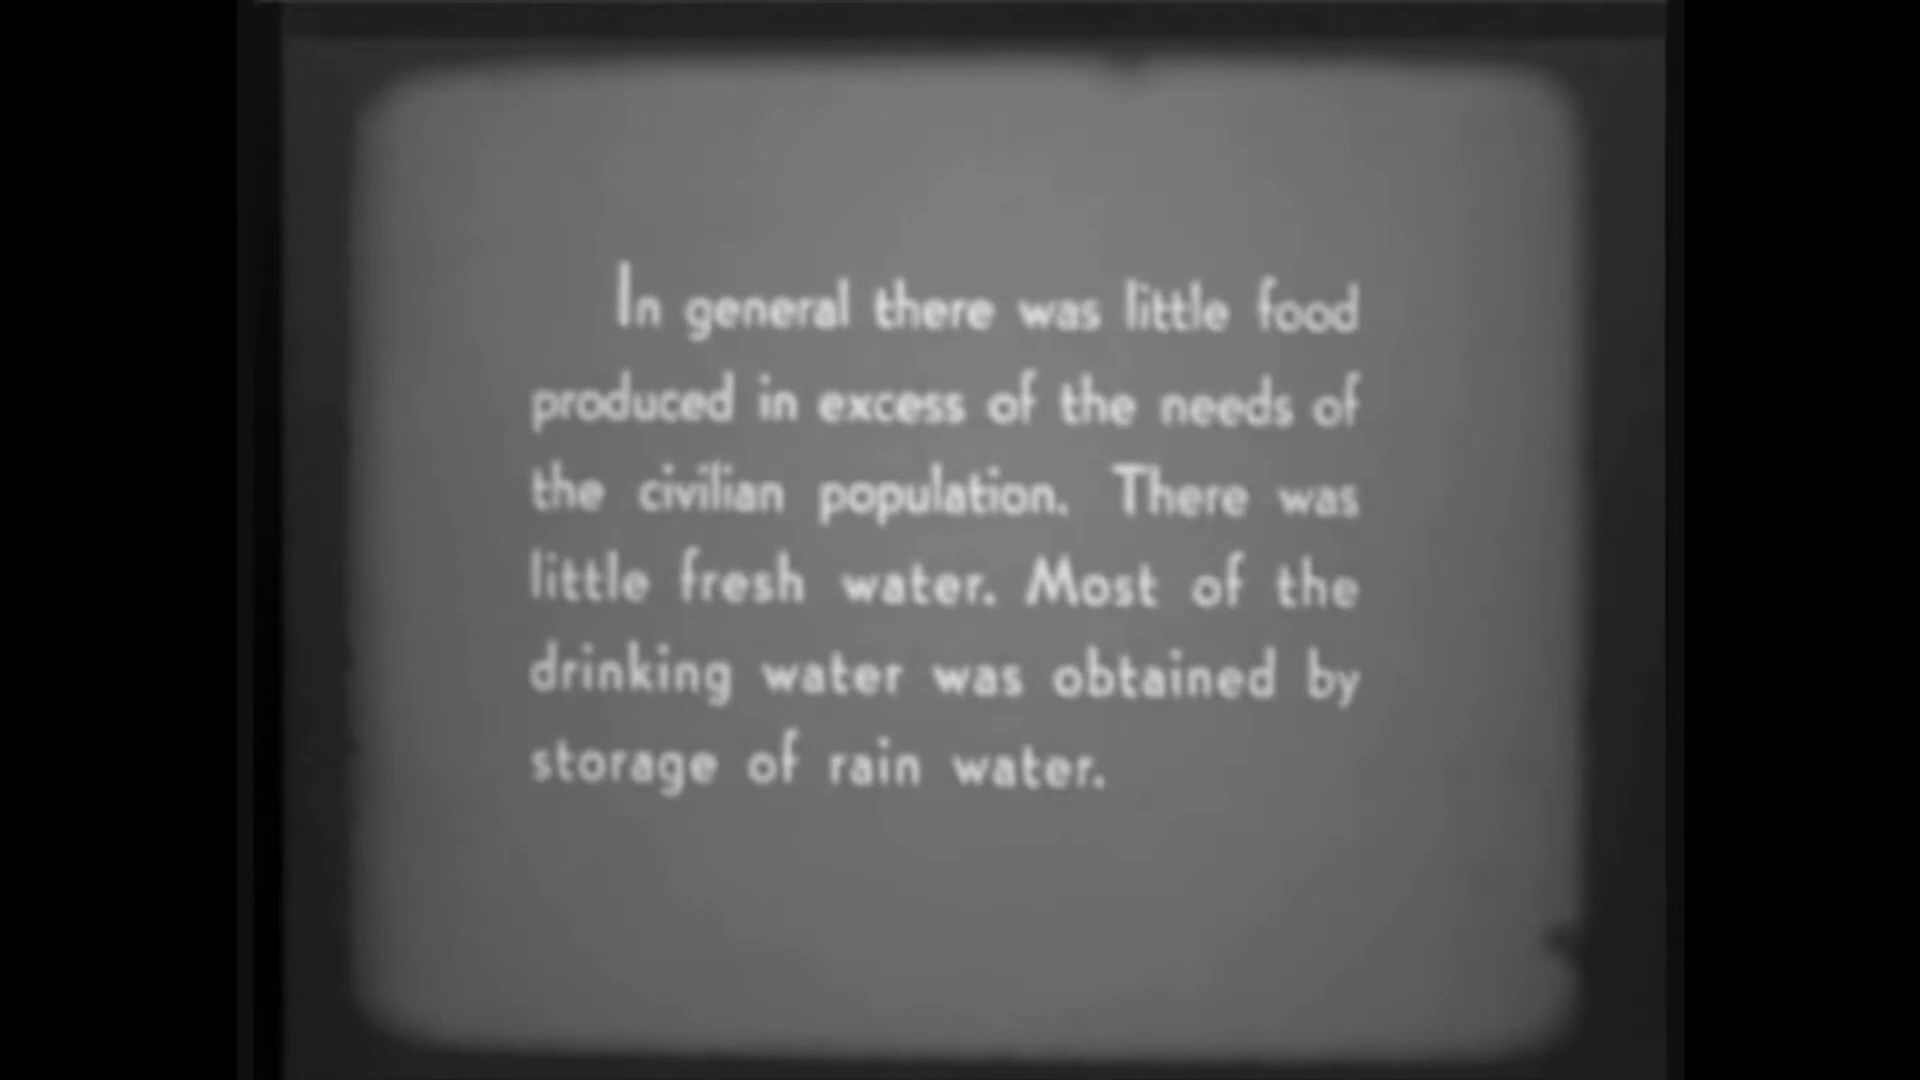 In general there was little food
produced in excess of the needs of
the civilian population. There was
little fresh water. Most of the
drinking water was obtained by
storage of rain water.